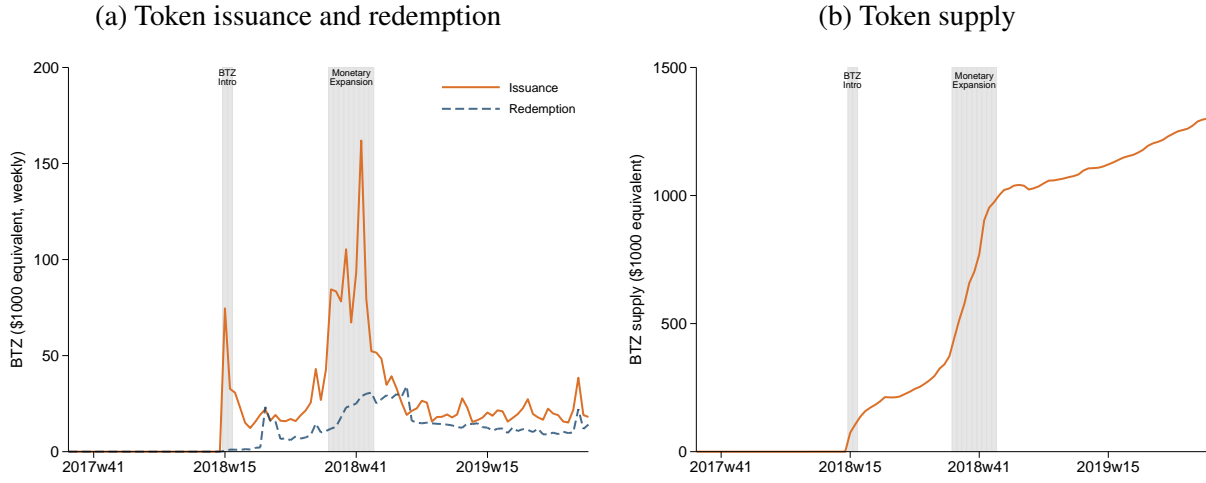 (a) Token issuance and redemption
BTZ ($1000 equivalent, weekly)
200
150
100
50
0
BTZ
Intro
Monetary
Expansion
Issuance
Redemption
2017w41
2018w15
2018w41
2019w15
(b) Token supply
BTZ supply ($1000 equivalent)
1500
1000
500
0
BTZ
Intro
Monetary
Expansion
2017w41
2018w15
2018w41
2019w15